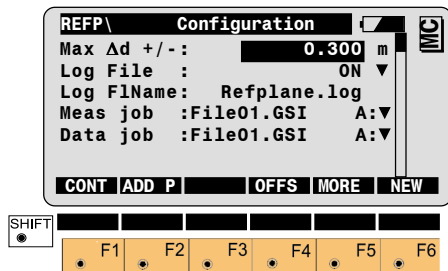 REFP\ Configuration MC
Max Δd +/-: 0.300 m
Log File : ON ▼
Log FlName: Refplane.log
Meas job :File01.GSI A:▼
Data job :File01.GSI A:▼
CONT ADD P OFFS MORE NEW
SHIFT
F1 F2 F3 F4 F5 F6